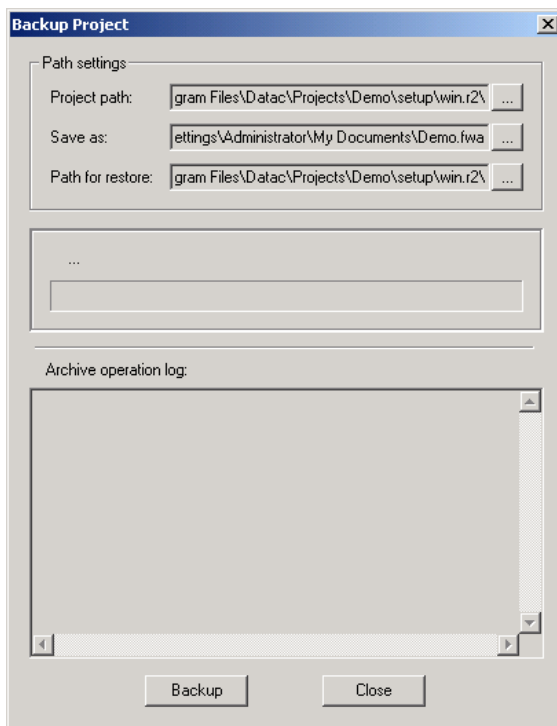 Backup Project
Path settings
Project path: gram Files\Datac\Projects\Demo\setup\win.r2\ ...
Save as: ettings\Administrator\My Documents\Demo.fwa ...
Path for restore: gram Files\Datac\Projects\Demo\setup\win.r2\ ...
...
Archive operation log:
Backup Close